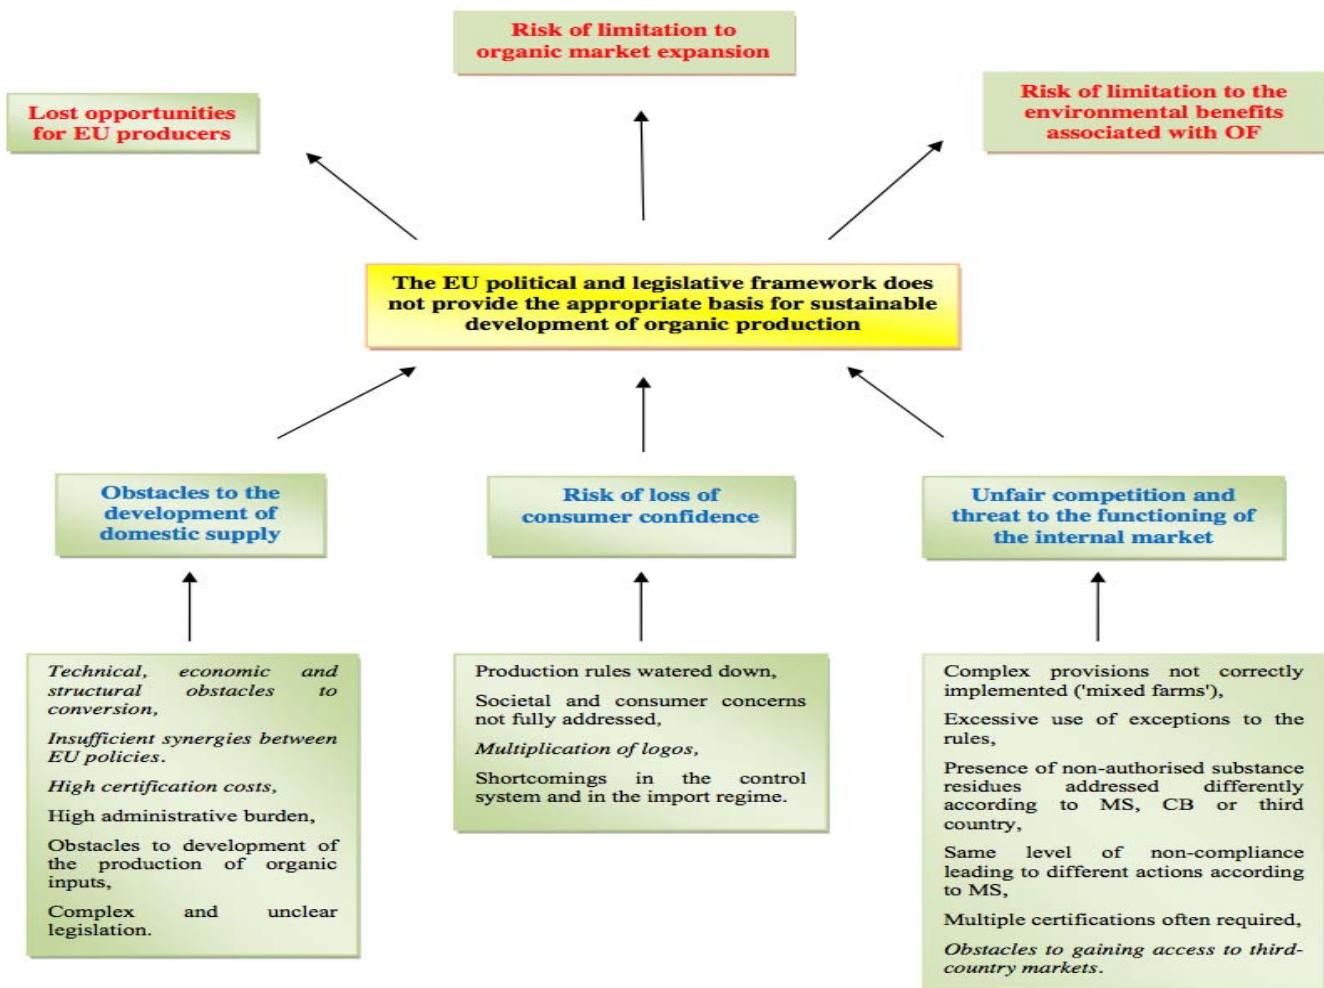 Risk of limitation to
organic market expansion
Lost opportunities
for EU producers
Risk of limitation to the
environmental benefits
associated with OF
The EU political and legislative framework does
not provide the appropriate basis for sustainable
development of organic production
Obstacles to the
development of
domestic supply
Risk of loss of
consumer confidence
Unfair competition and
threat to the functioning of
the internal market
Technical, economic and
structural obstacles to
conversion,
Insufficient synergies between
EU policies.
High certification costs,
High administrative burden,
Obstacles to development of
the production of organic
inputs,
Complex and unclear
legislation.
Production rules watered down,
Societal and consumer concerns
not fully addressed,
Multiplication of logos,
Shortcomings in the control
system and in the import regime.
Complex provisions not correctly
implemented ('mixed farms'),
Excessive use of exceptions to the
rules,
Presence of non-authorised substance
residues addressed differently
according to MS, CB or third
country,
Same level of non-compliance
leading to different actions according
to MS,
Multiple certifications often required,
Obstacles to gaining access to third-
country markets.